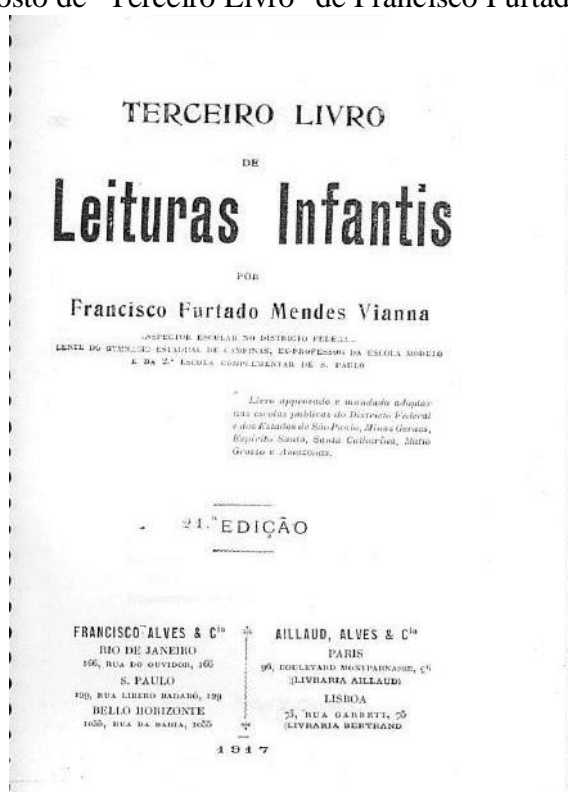 osto de "Terceiro Livro" de Francisco Furtad
TERCEIRO LIVRO
DE
Leituras Infantis
POR
Francisco Furtado Mendes Vianna
INSPECTOR ESCOLAR NO DISTRICTO FEDERAL
LENTE DO GYMNASIO ESTADUAL DE CAMPINAS, EX-PROFESSOR DA ESCOLA MODELO
E DA 2.ª ESCOLA COMPLEMENTAR DE S. PAULO
Livro approvado e mandado adoptar
nas escolas publicas do Districto Federal
e dos Estados de São Paulo, Minas Geraes,
Espirito Santo, Santa Catharina, Matto
Grosso e Amazonas.
21.ª EDIÇÃO
FRANCISCO ALVES & Cia
RIO DE JANEIRO
166, RUA DO OUVIDOR, 166
S. PAULO
129, RUA LIBERO BADARÓ, 129
BELLO HORIZONTE
1055, RUA DA BAHIA, 1055
AILLAUD, ALVES & Cia
PARIS
96, BOULEVARD MONTPARNASSE, 96
(LIVRARIA AILLAUD)
LISBOA
73, RUA GARRETT, 75
(LIVRARIA BERTRAND
1917